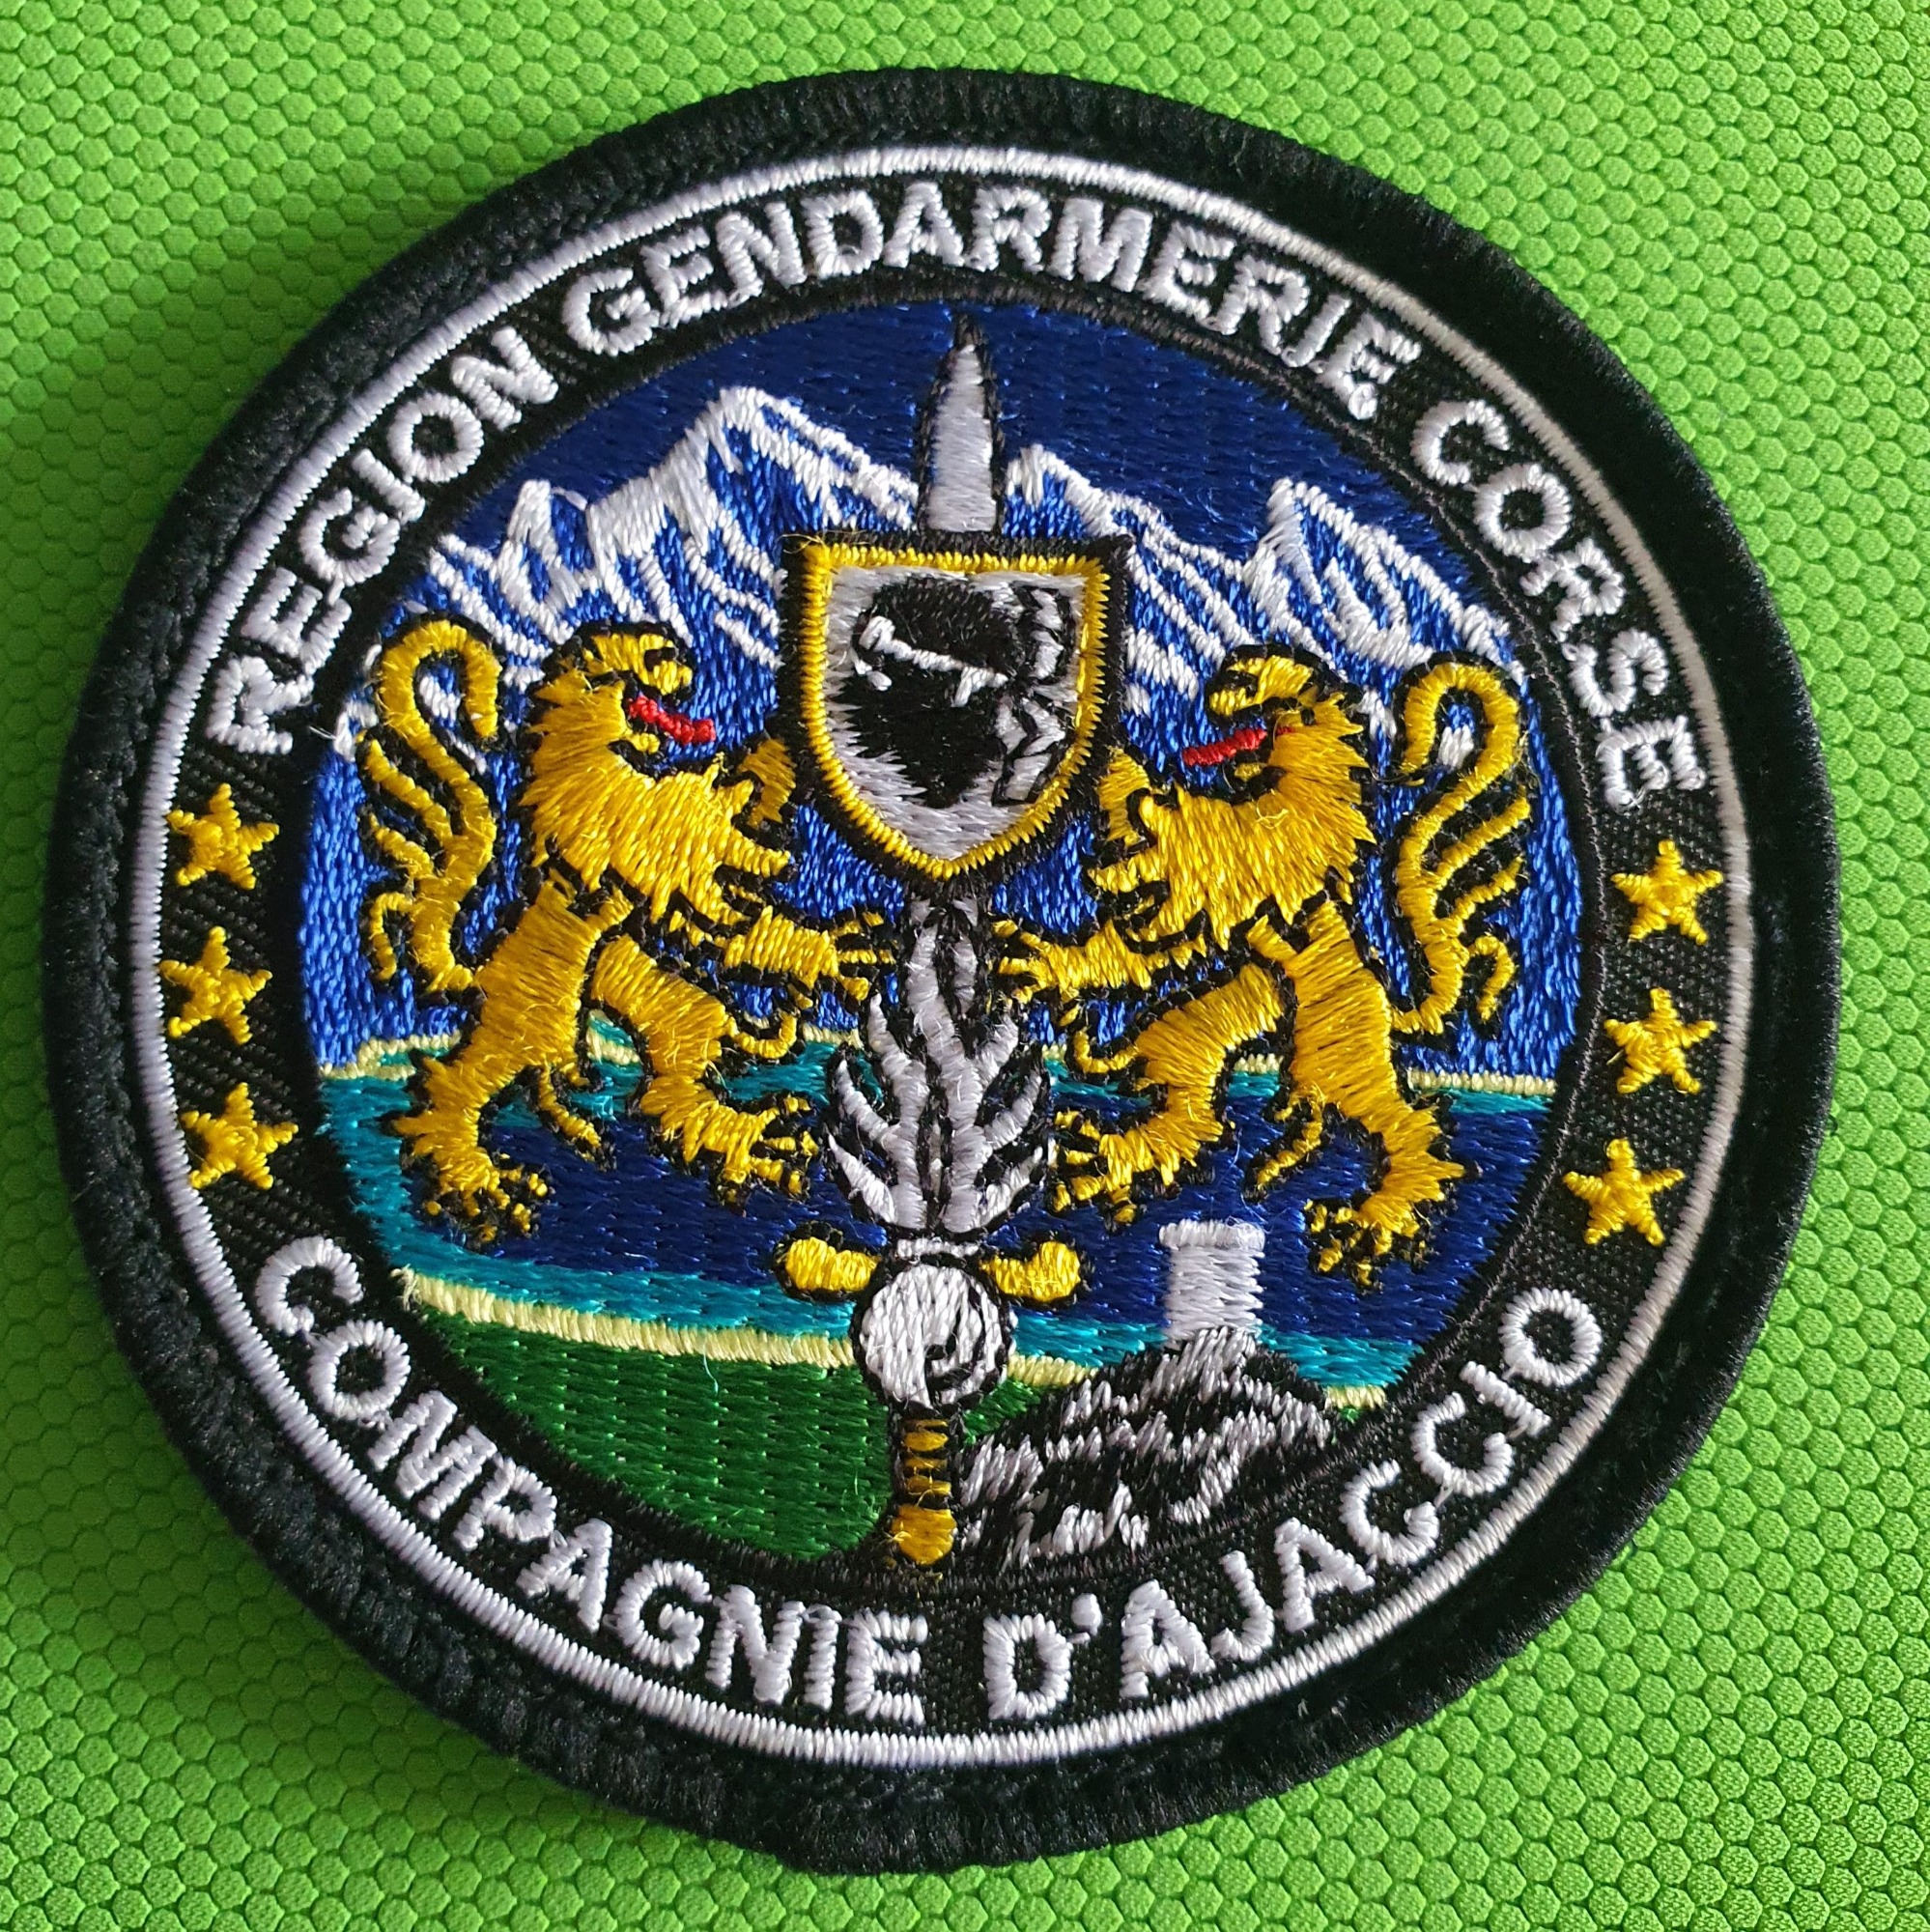 REGION GENDARMERIE CORSE
COMPAGNIE D'AJACCIO